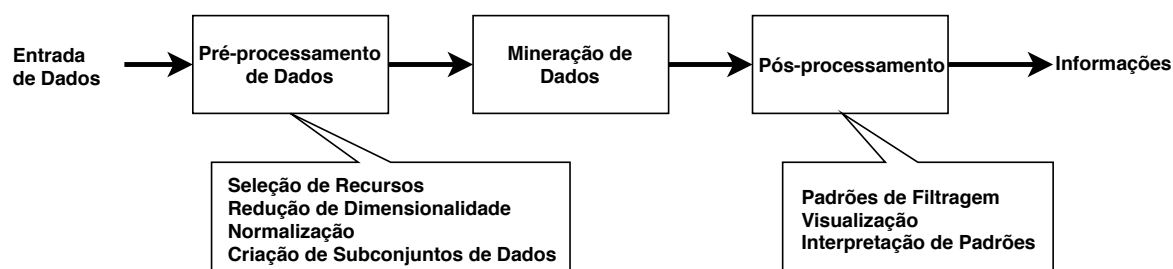 Entrada
de Dados
Pré-processamento
de Dados
Mineração de
Dados
Pós-processamento
Informações
Seleção de Recursos
Redução de Dimensionalidade
Normalização
Criação de Subconjuntos de Dados
Padrões de Filtragem
Visualização
Interpretação de Padrões